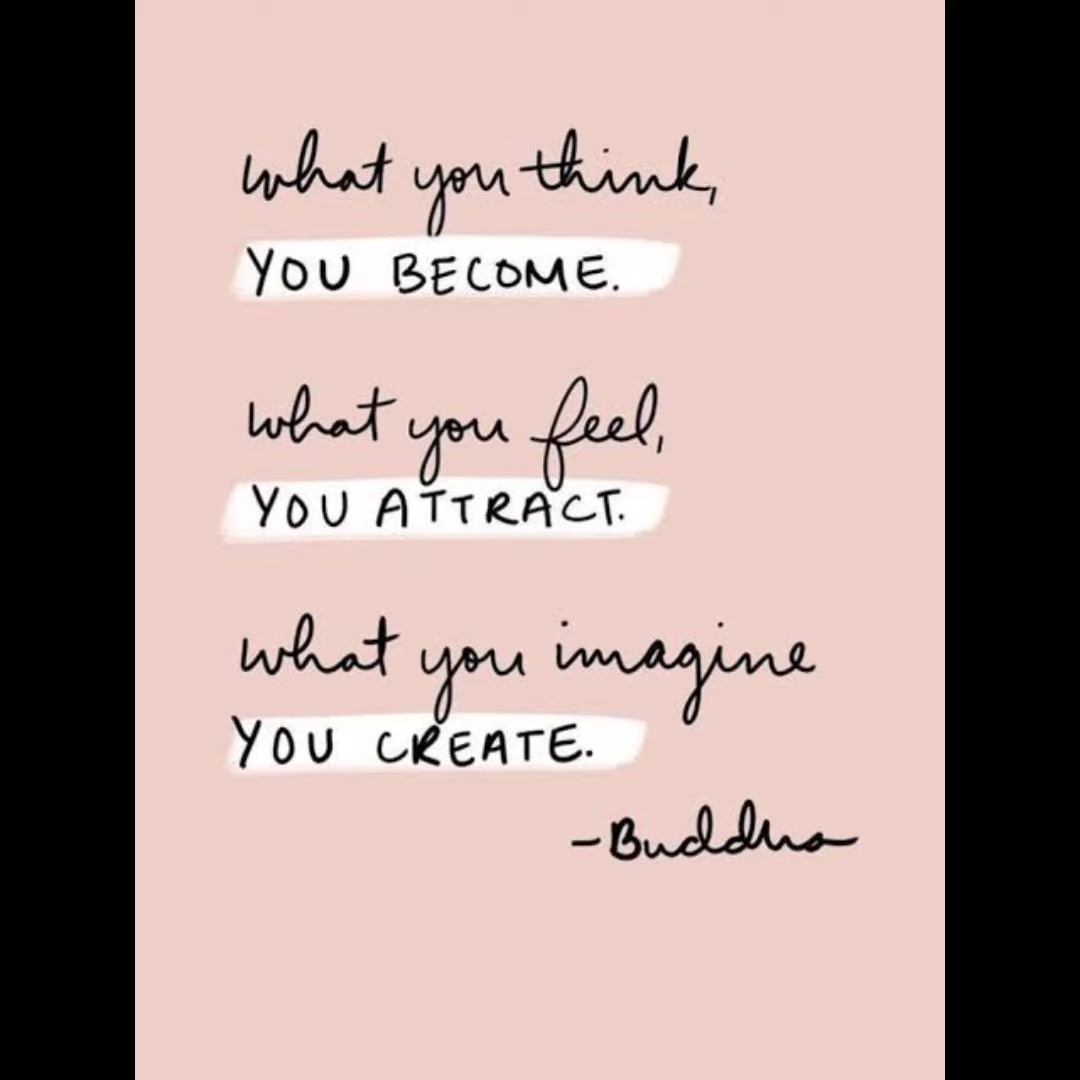 what you think,
YOU BECOME.
what you feel,
YOU ATTRACT.
what you imagine
YOU CREATE.
-Buddha